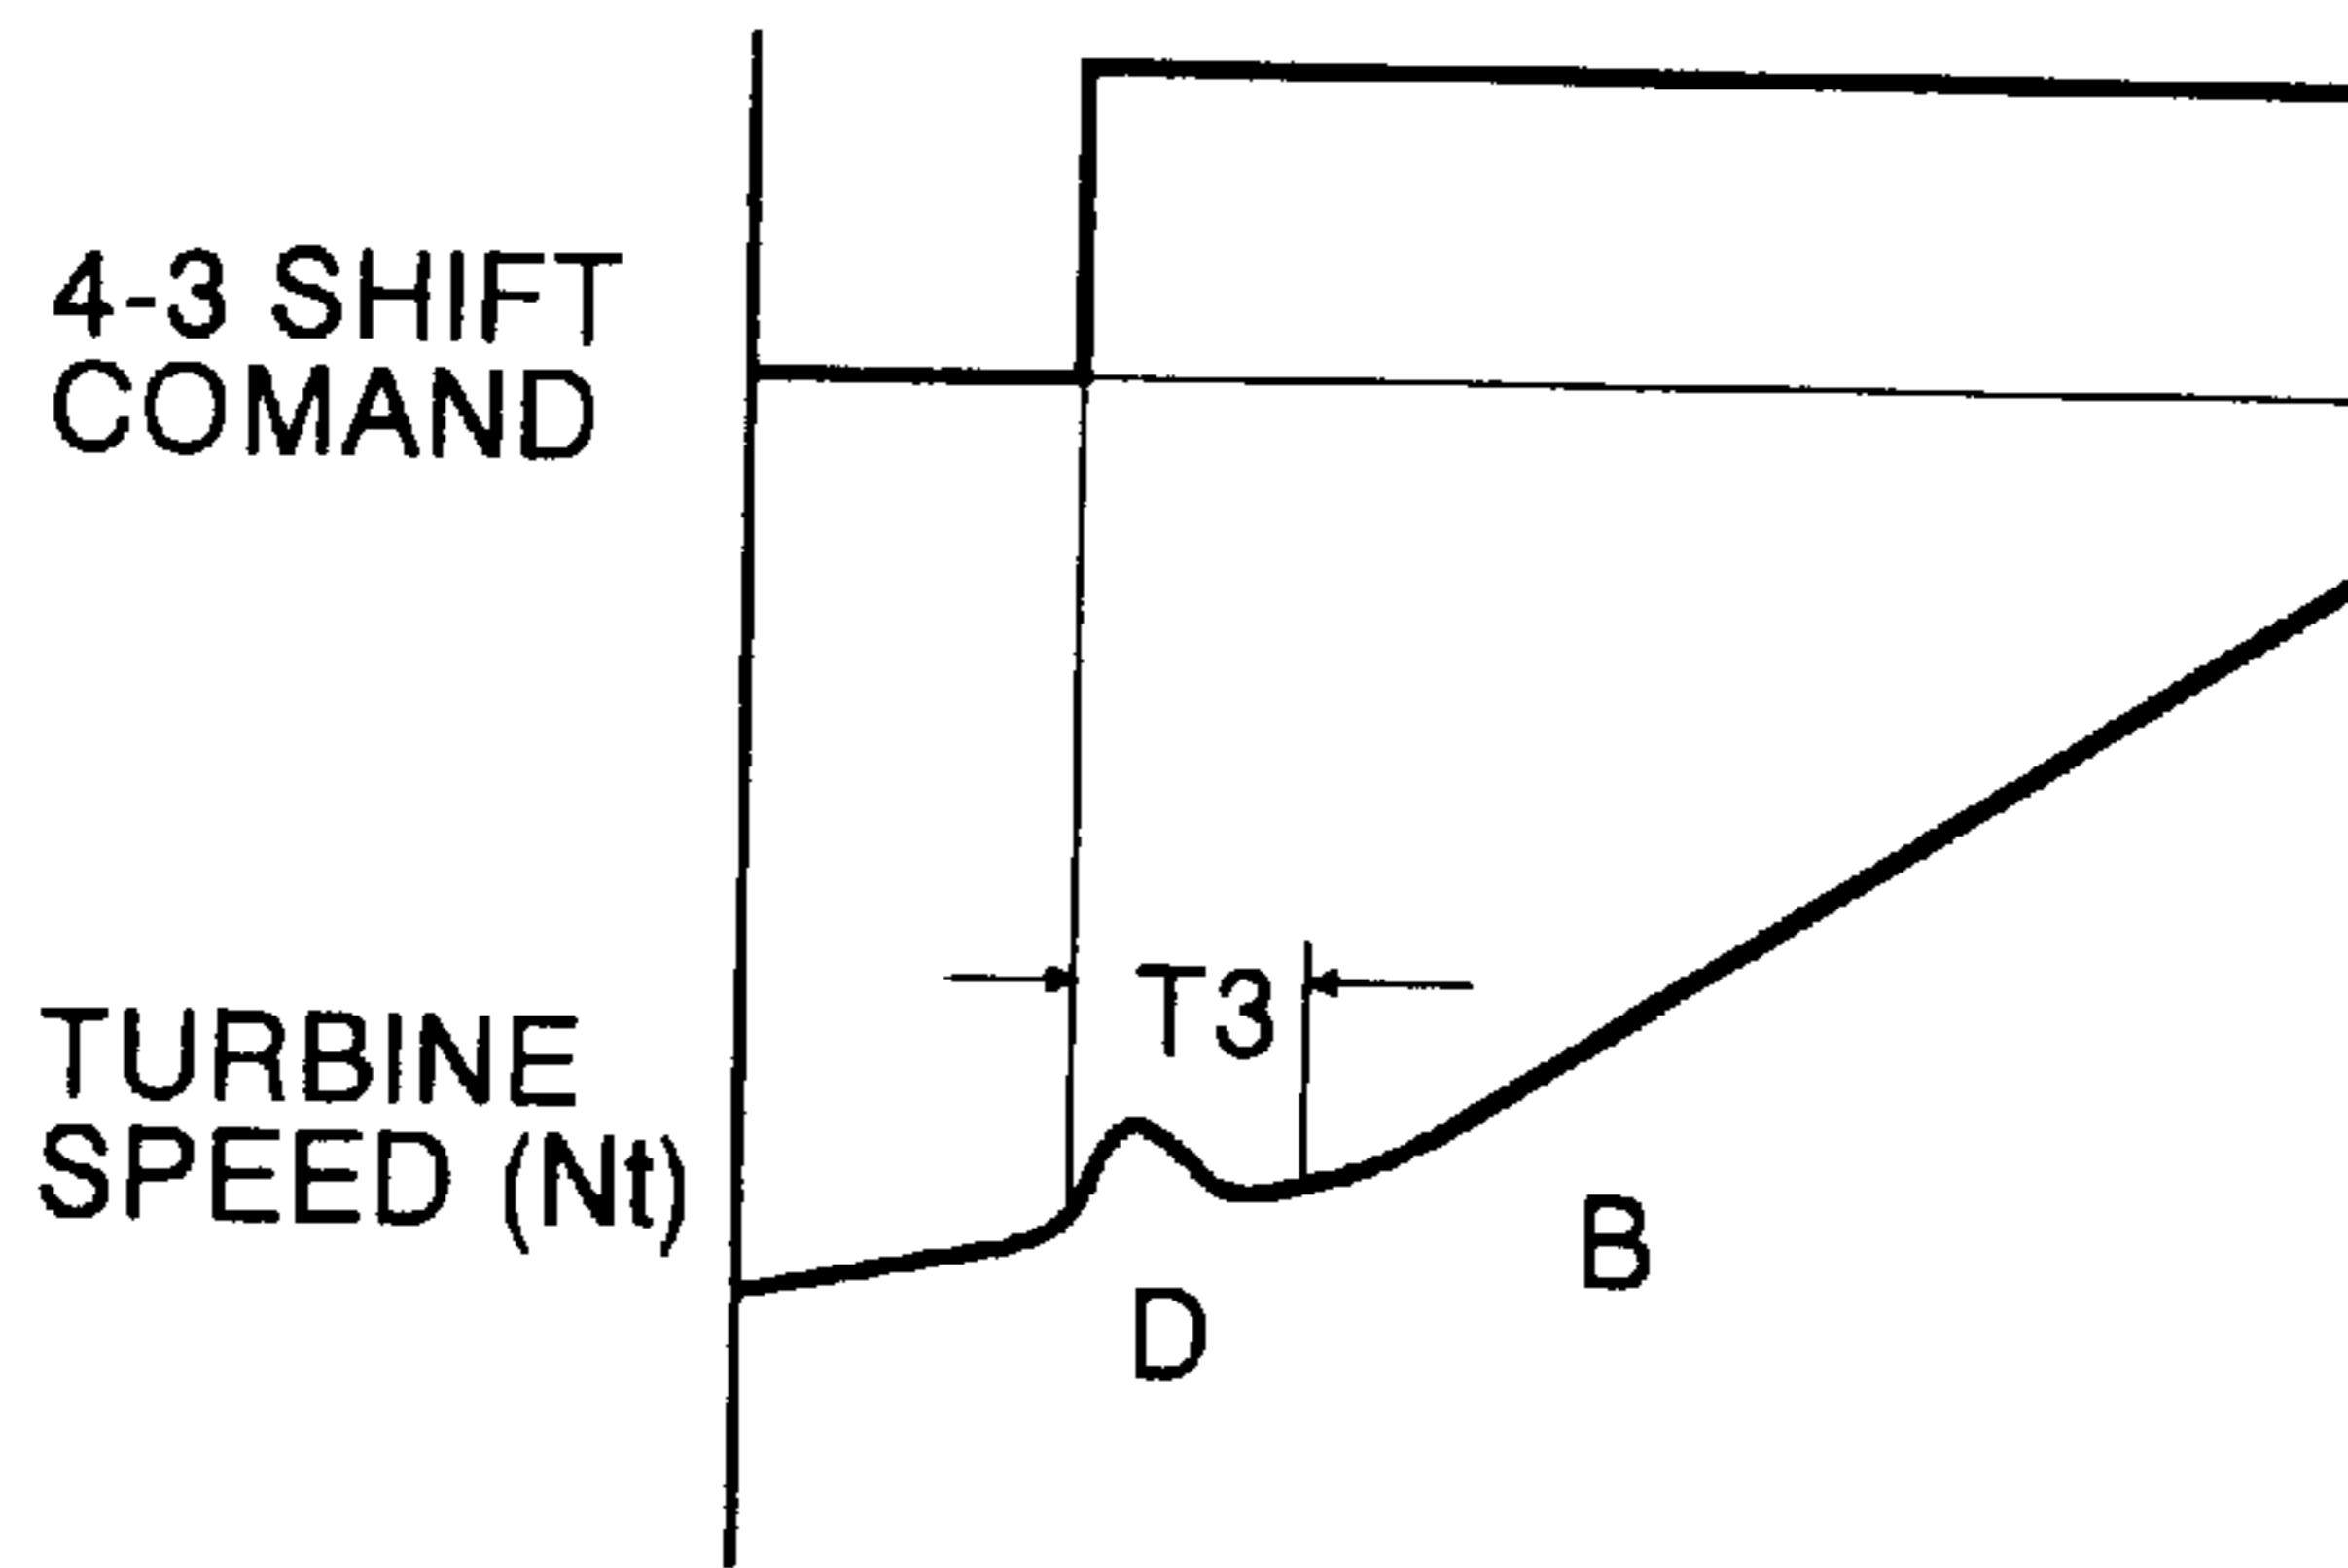 4-3 SHIFT
COMAND
T3
TURBINE
SPEED (Nt)
B
D